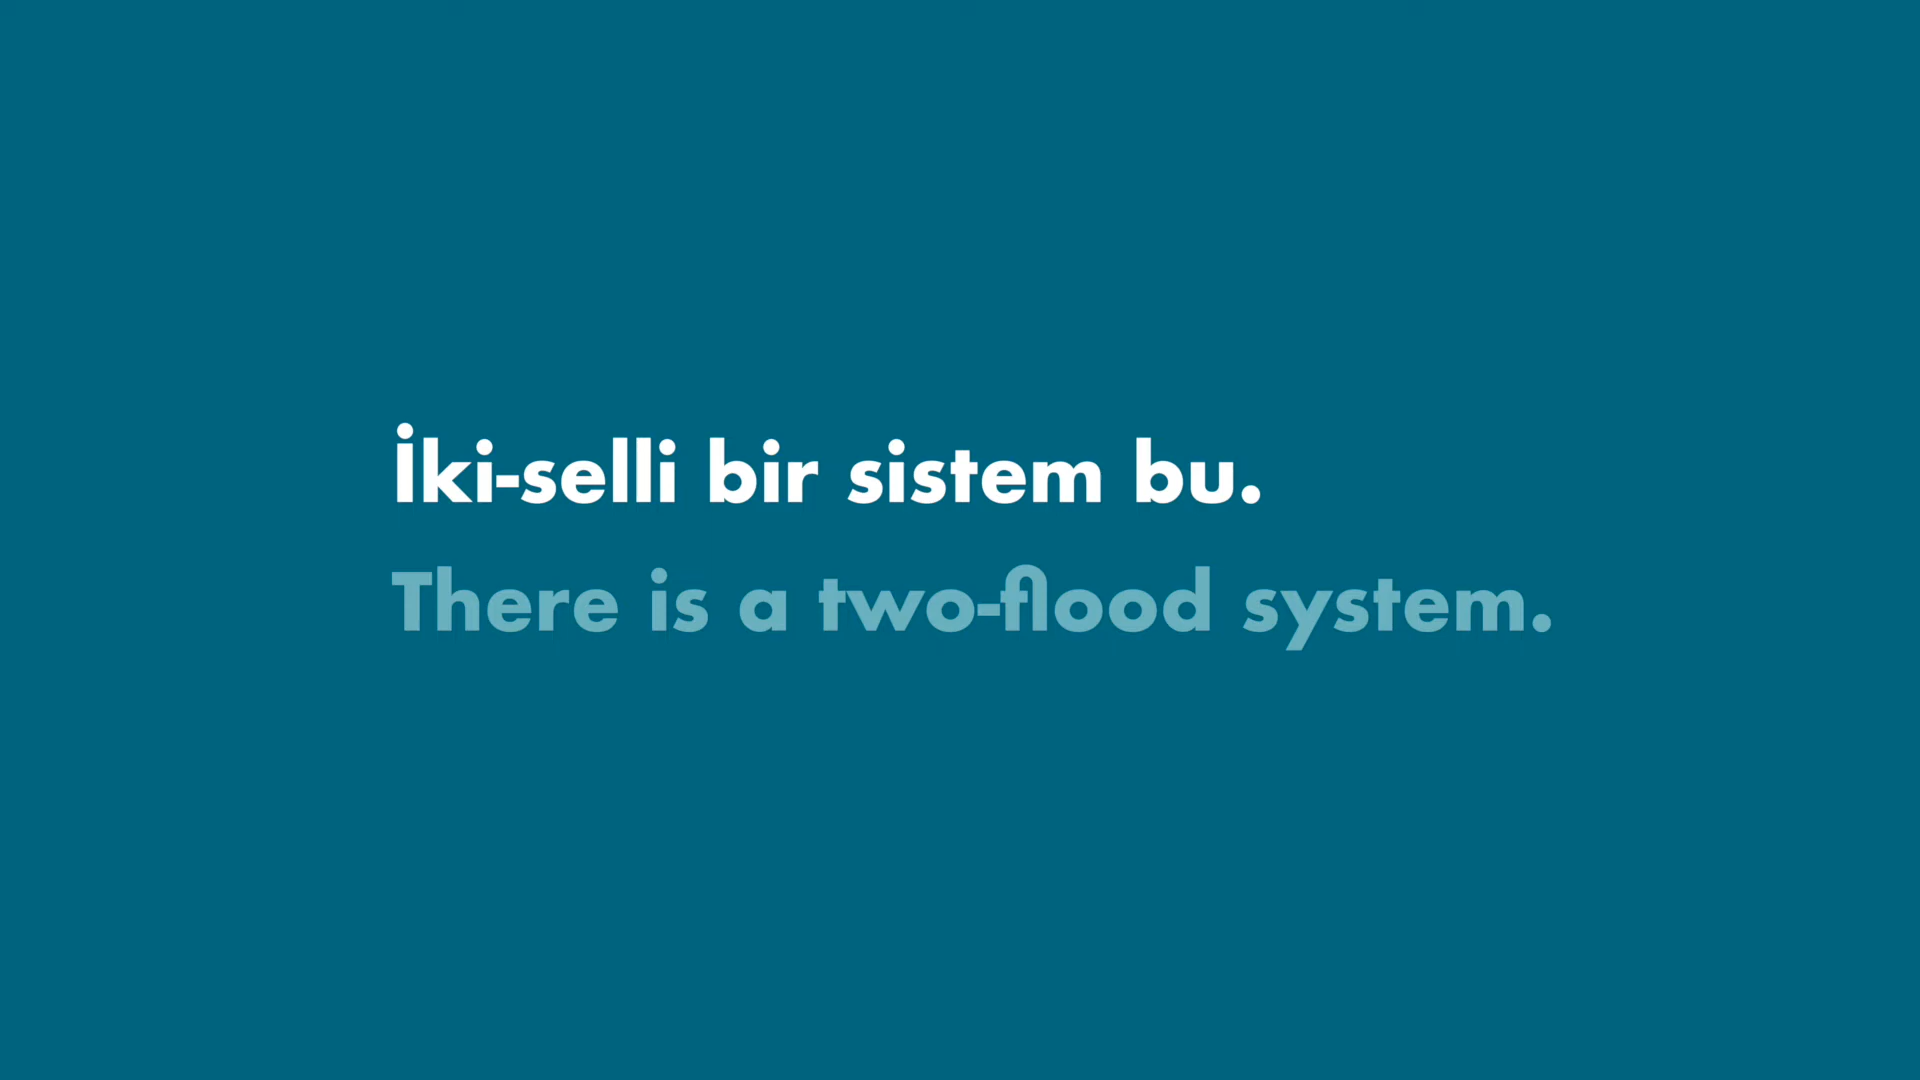 İki-selli bir sistem bu.
There is a two-flood system.